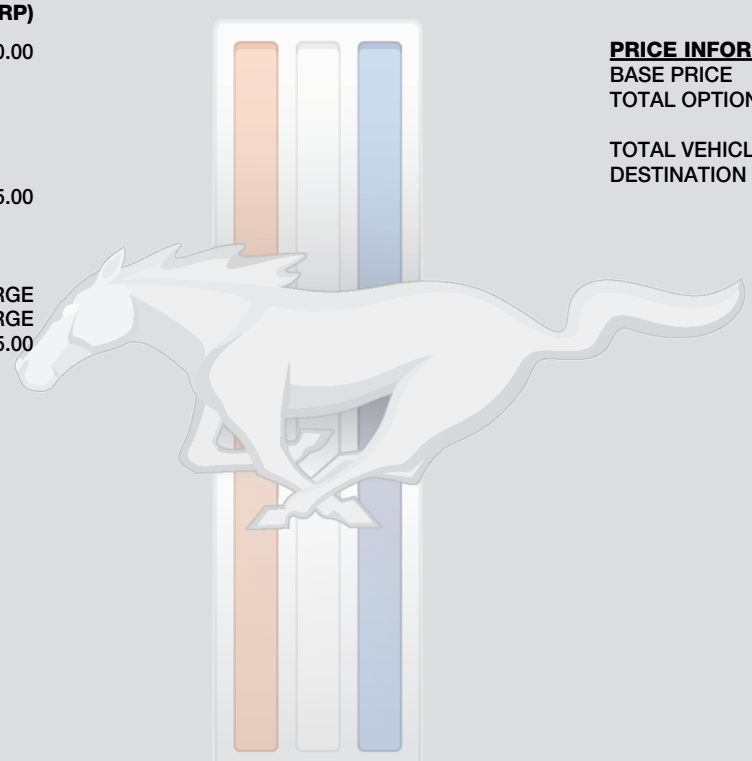 RP)
0.00
5.00
RGE
RGE
5.00
PRICE INFOR
BASE PRICE
TOTAL OPTION
TOTAL VEHICL
DESTINATION